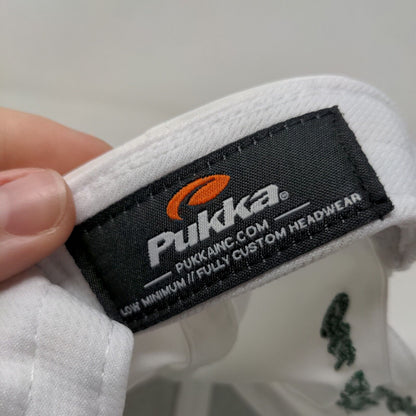 Pukka®
PUKKAINC.COM
LOW MINIMUM // FULLY CUSTOM HEADWEAR